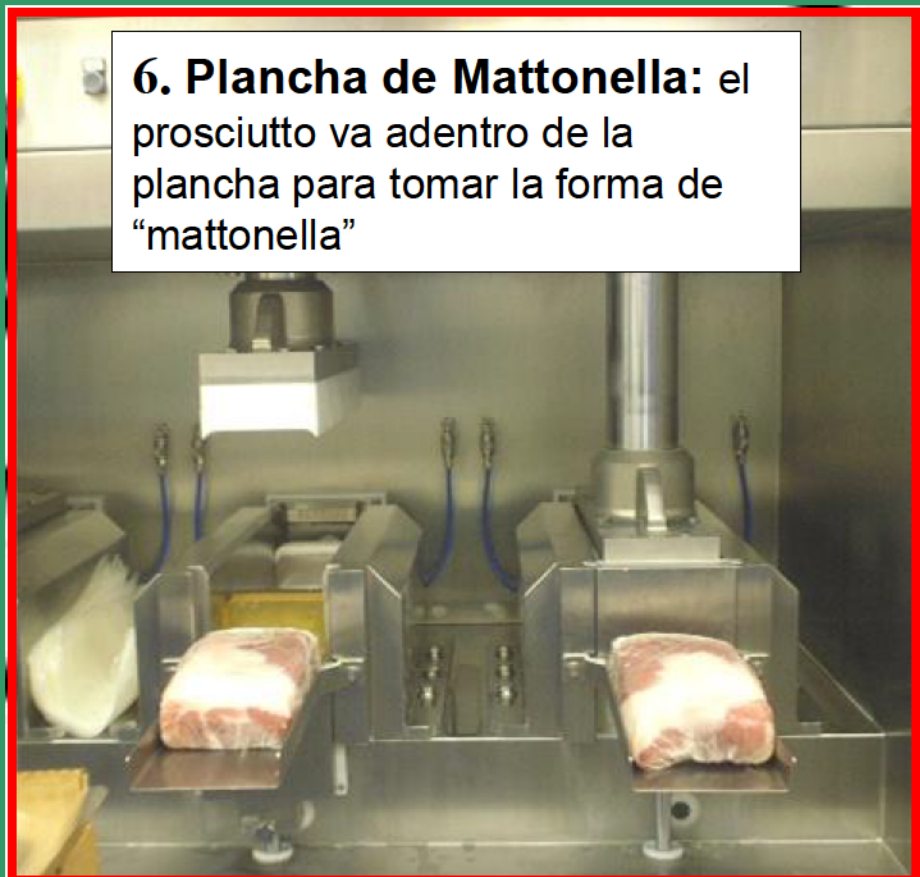 6. Plancha de Mattonella: el
prosciutto va adentro de la
plancha para tomar la forma de
“mattonella”